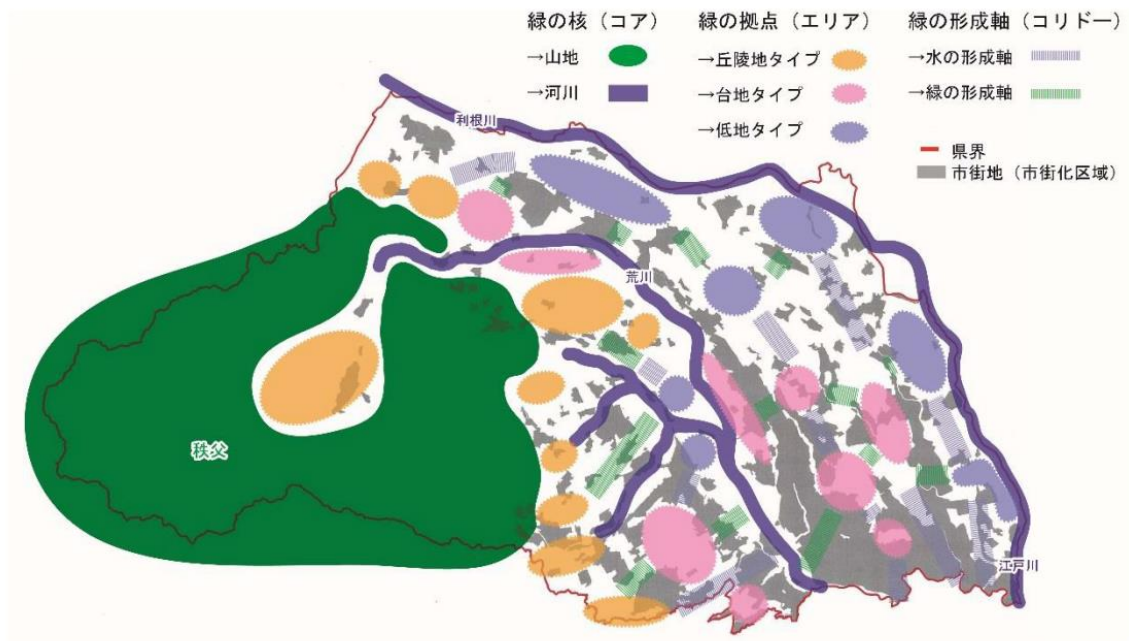 緑の核（コア）
→山地
→河川
緑の拠点（エリア）
→丘陵地タイプ
→台地タイプ
→低地タイプ
緑の形成軸（コリドー）
→水の形成軸
→緑の形成軸
県界
市街地（市街化区域）
利根川
荒川
秩父
江戸川